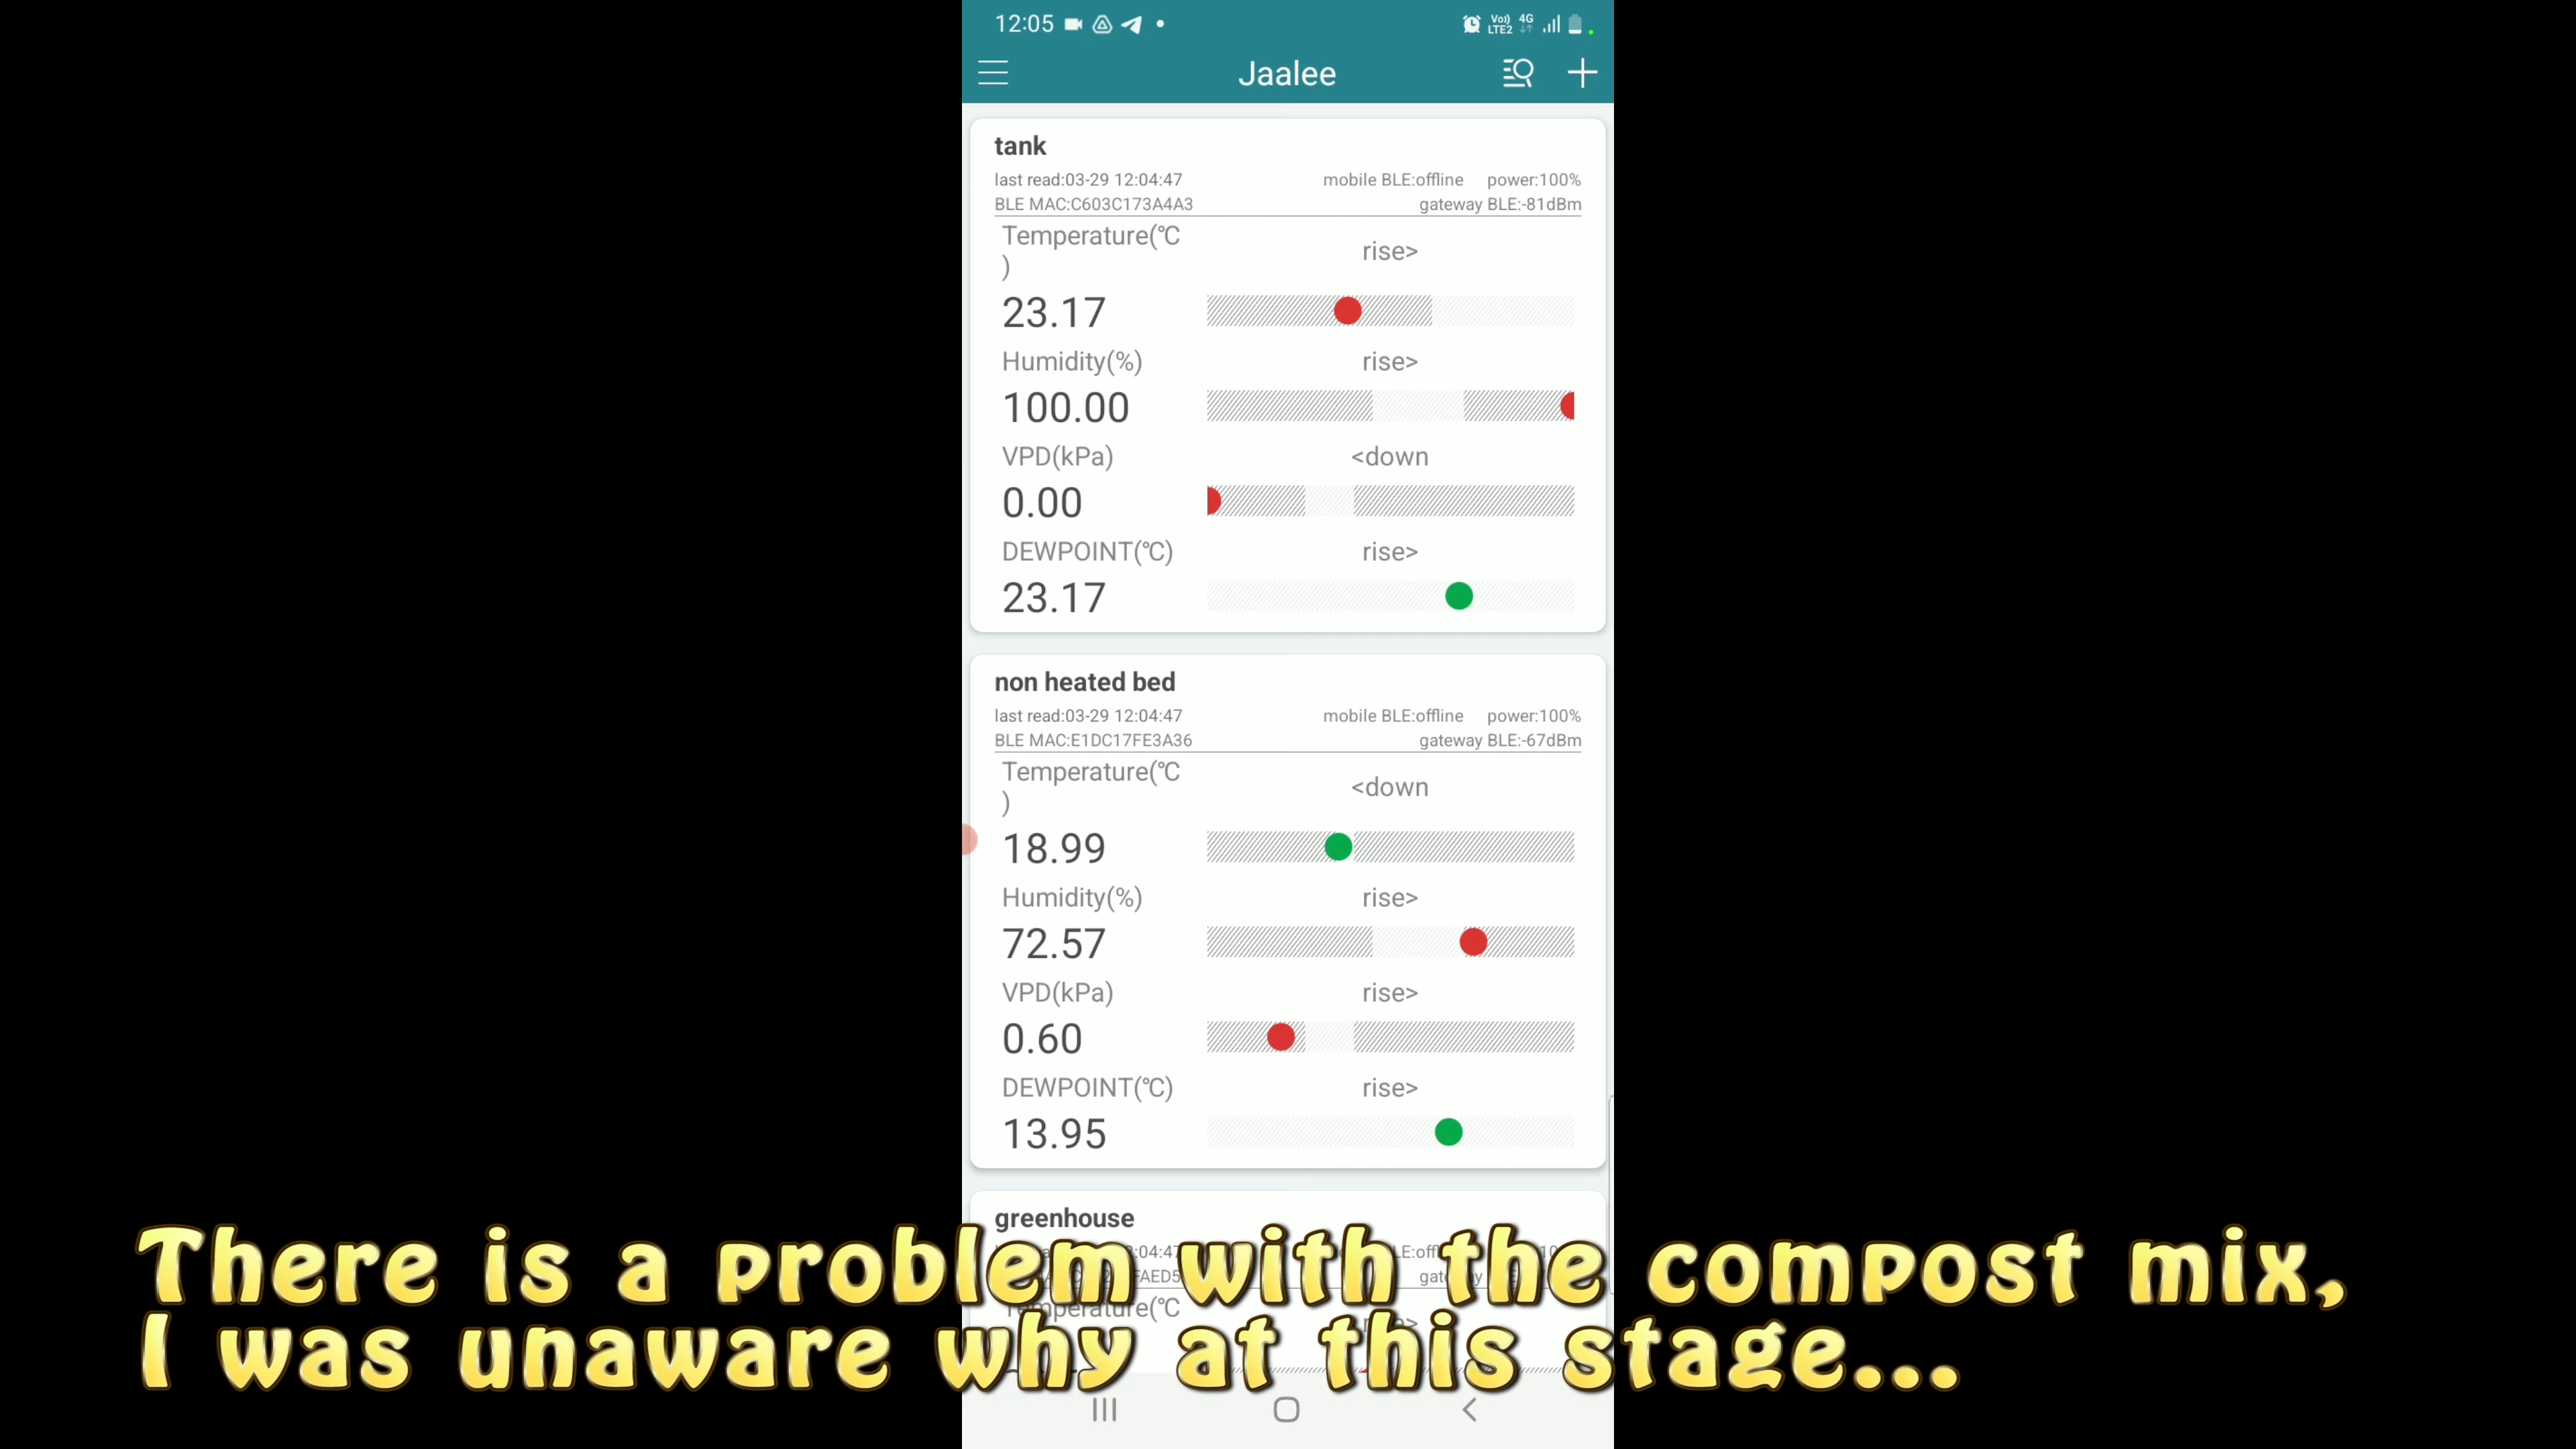 12:05
Vo) LTE2 4G
Jaalee
tank
last read:03-29 12:04:47 mobile BLE:offline power:100%
BLE MAC:C603C173A4A3 gateway BLE:-81dBm
Temperature(℃
) rise>
23.17
Humidity(%) rise>
100.00
VPD(kPa) <down
0.00
DEWPOINT(℃) rise>
23.17
non heated bed
last read:03-29 12:04:47 mobile BLE:offline power:100%
BLE MAC:E1DC17FE3A36 gateway BLE:-67dBm
Temperature(℃
) <down
18.99
Humidity(%) rise>
72.57
VPD(kPa) rise>
0.60
DEWPOINT(℃) rise>
13.95
greenhouse
Temperature(℃
There is a problem with the compost mix,
I was unaware why at this stage...